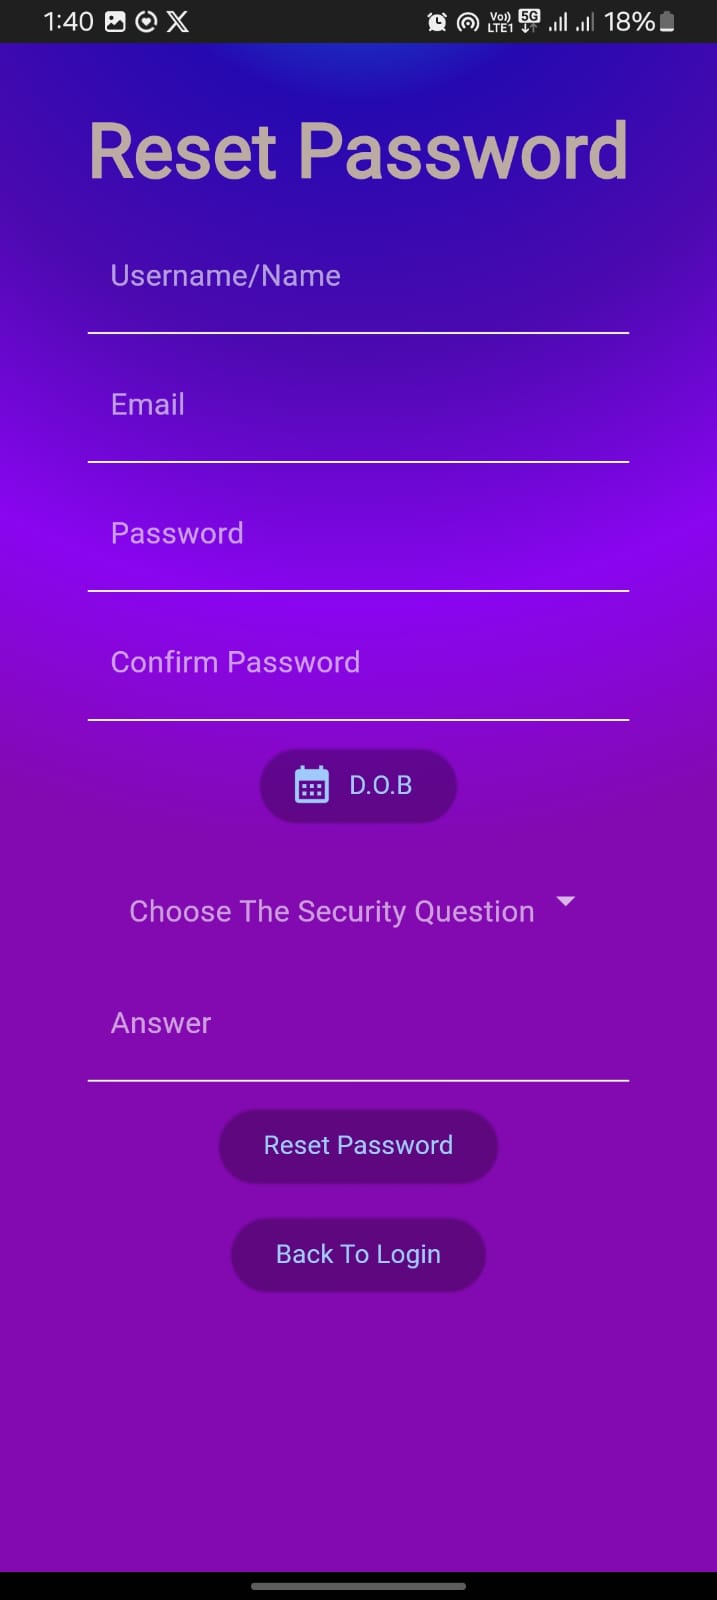 1:40 Vo)) LTE1 5G 18%
Reset Password
Username/Name
Email
Password
Confirm Password
D.O.B
Choose The Security Question
Answer
Reset Password
Back To Login